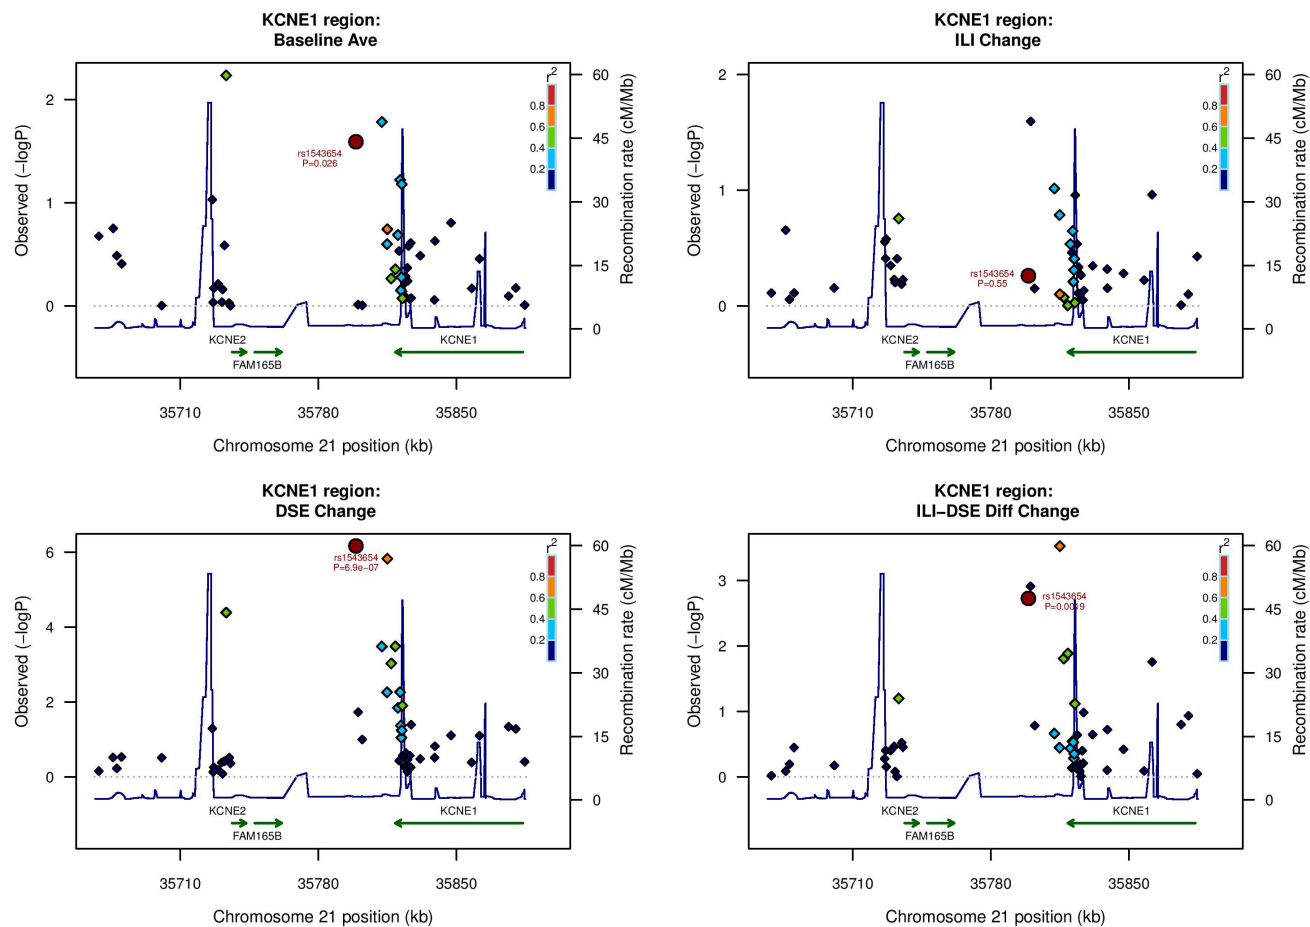 KCNE1 region:
Baseline Ave
Observed (−logP)
0
1
2
rs1543654
P=0.026
r²
0.8
0.6
0.4
0.2
60
45
30
15
0
Recombination rate (cM/Mb)
KCNE2
FAM165B
KCNE1
35710
35780
35850
Chromosome 21 position (kb)
KCNE1 region:
ILI Change
Observed (−logP)
0
1
2
rs1543654
P=0.55
r²
0.8
0.6
0.4
0.2
60
45
30
15
0
Recombination rate (cM/Mb)
KCNE2
FAM165B
KCNE1
35710
35780
35850
Chromosome 21 position (kb)
KCNE1 region:
DSE Change
Observed (−logP)
0
2
4
6
rs1543654
P=6.9e−07
r²
0.8
0.6
0.4
0.2
60
45
30
15
0
Recombination rate (cM/Mb)
KCNE2
FAM165B
KCNE1
35710
35780
35850
Chromosome 21 position (kb)
KCNE1 region:
ILI−DSE Diff Change
Observed (−logP)
0
1
2
3
rs1543654
P=0.0019
r²
0.8
0.6
0.4
0.2
60
45
30
15
0
Recombination rate (cM/Mb)
KCNE2
FAM165B
KCNE1
35710
35780
35850
Chromosome 21 position (kb)